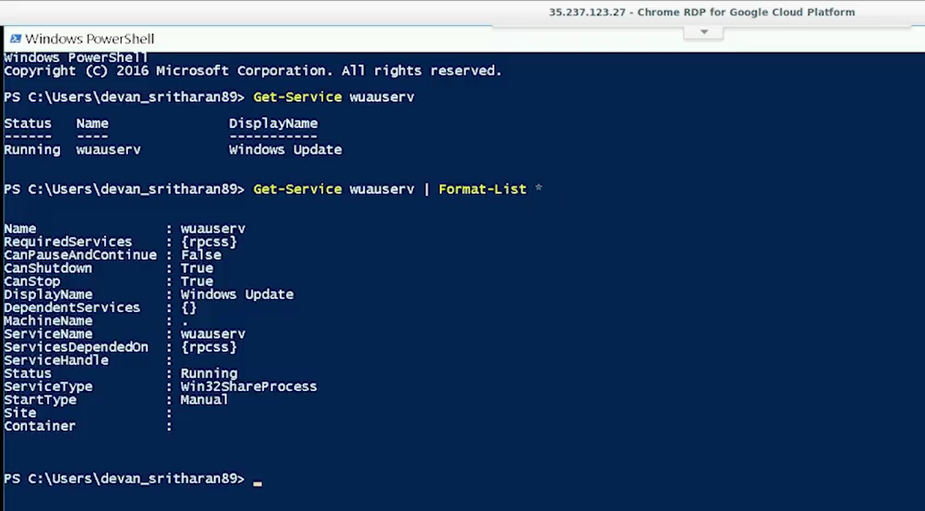 35.237.123.27 - Chrome RDP for Google Cloud Platform
Windows PowerShell
Windows PowerShell
Copyright (C) 2016 Microsoft Corporation. All rights reserved.
PS C:\Users\devan_sritharan89> Get-Service wuauserv
Status   Name               DisplayName
------   ----               -----------
Running  wuauserv           Windows Update
PS C:\Users\devan_sritharan89> Get-Service wuauserv | Format-List *
Name                : wuauserv
RequiredServices    : {rpcss}
CanPauseAndContinue : False
CanShutdown         : True
CanStop             : True
DisplayName         : Windows Update
DependentServices   : {}
MachineName         : .
ServiceName         : wuauserv
ServicesDependedOn  : {rpcss}
ServiceHandle       :
Status              : Running
ServiceType         : Win32ShareProcess
StartType           : Manual
Site                :
Container           :
PS C:\Users\devan_sritharan89>